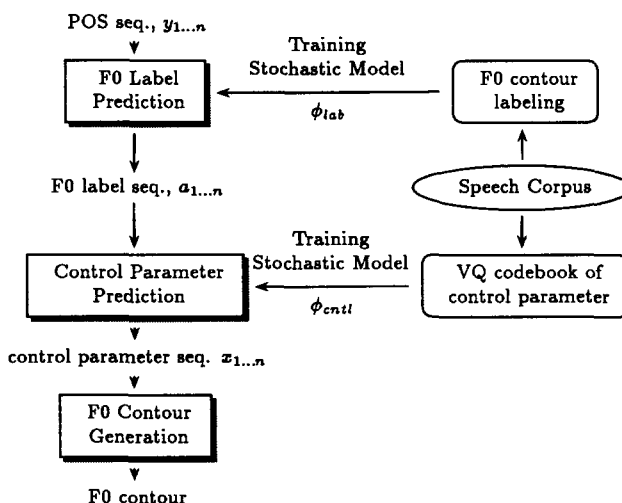 POS seq., y1...n
F0 Label
Prediction
Training
Stochastic Model
ϕlab
F0 contour
labeling
F0 label seq., a1...n
Speech Corpus
Control Parameter
Prediction
Training
Stochastic Model
ϕcntl
VQ codebook of
control parameter
control parameter seq. x1...n
F0 Contour
Generation
F0 contour